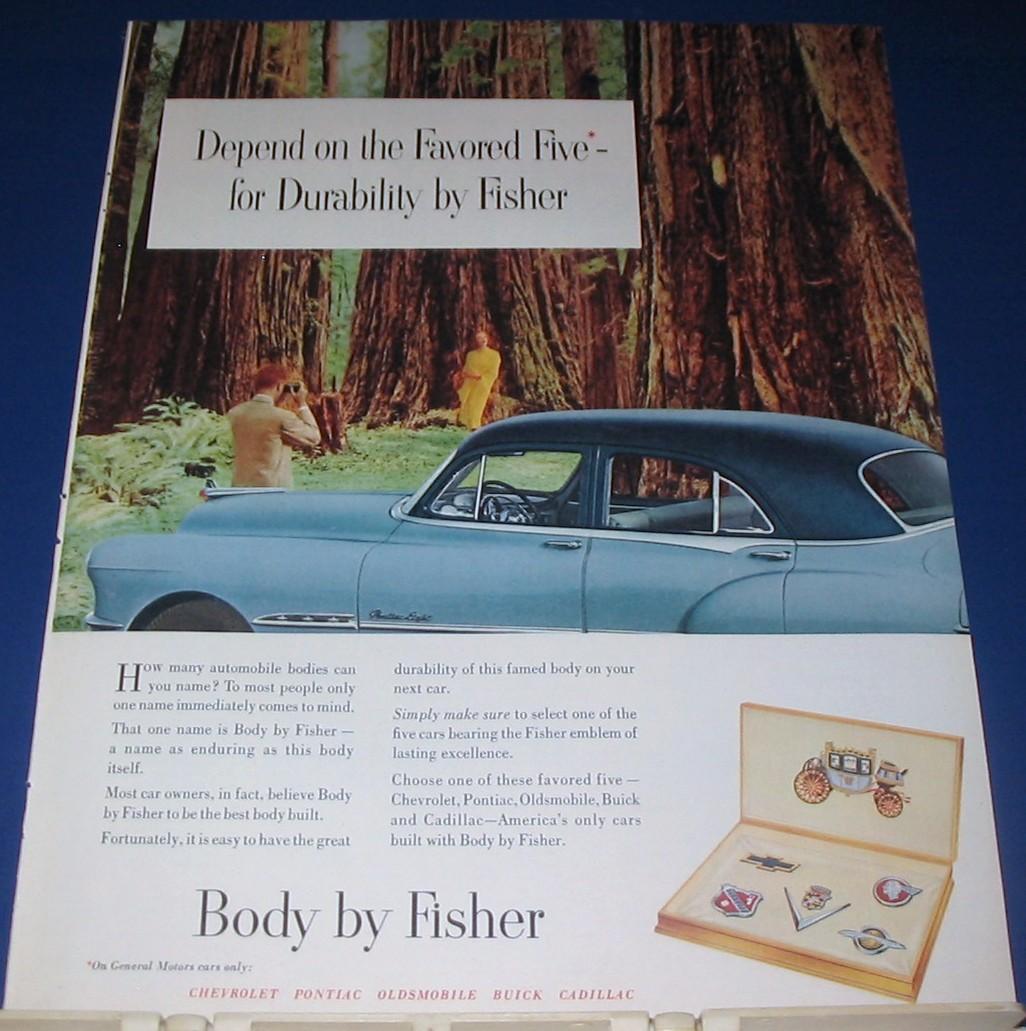 Depend on the Favored Five*–
for Durability by Fisher
Pontiac Eight
How many automobile bodies can
you name? To most people only
one name immediately comes to mind.
That one name is Body by Fisher —
a name as enduring as this body
itself.
Most car owners, in fact, believe Body
by Fisher to be the best body built.
Fortunately, it is easy to have the great
durability of this famed body on your
next car.
Simply make sure to select one of the
five cars bearing the Fisher emblem of
lasting excellence.
Choose one of these favored five —
Chevrolet, Pontiac, Oldsmobile, Buick
and Cadillac—America's only cars
built with Body by Fisher.
Body by Fisher
*On General Motors cars only:
CHEVROLET PONTIAC OLDSMOBILE BUICK CADILLAC